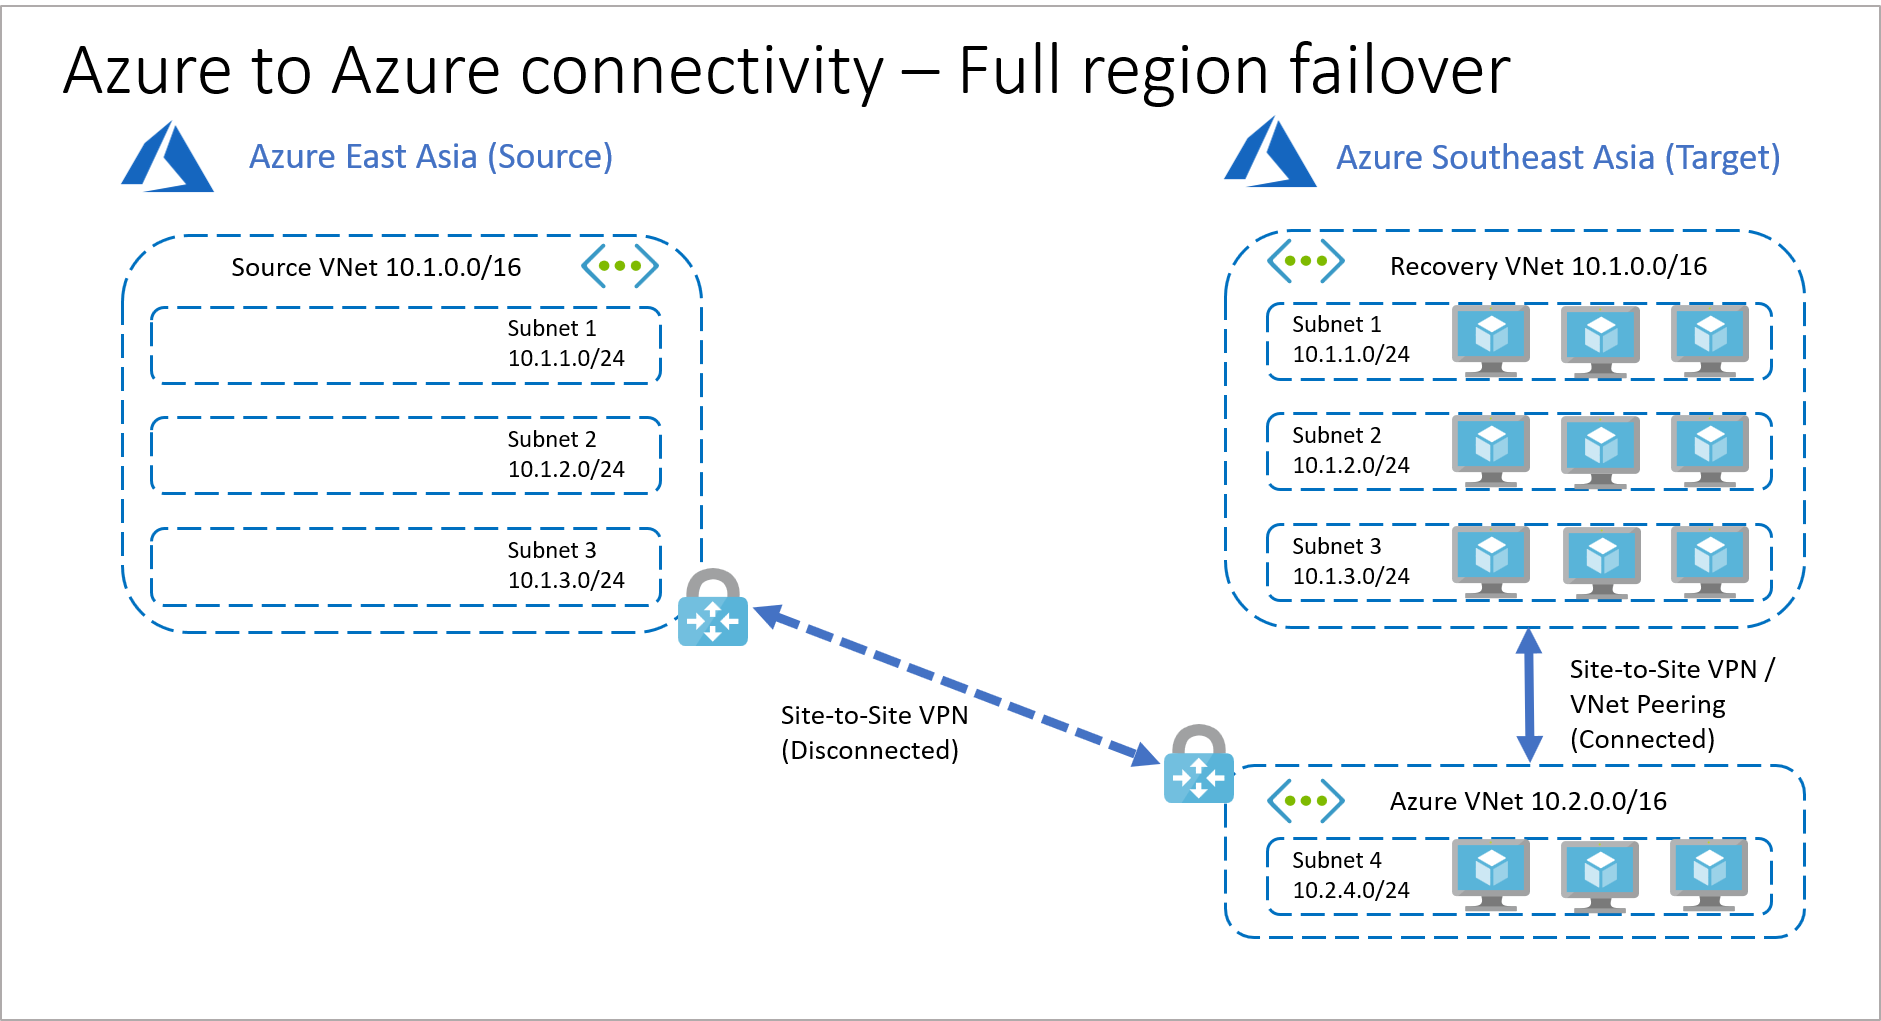 Azure to Azure connectivity – Full region failover
Azure East Asia (Source)
Azure Southeast Asia (Target)
Source VNet 10.1.0.0/16
Subnet 1
10.1.1.0/24
Subnet 2
10.1.2.0/24
Subnet 3
10.1.3.0/24
Recovery VNet 10.1.0.0/16
Subnet 1
10.1.1.0/24
Subnet 2
10.1.2.0/24
Subnet 3
10.1.3.0/24
Site-to-Site VPN
(Disconnected)
Site-to-Site VPN /
VNet Peering
(Connected)
Azure VNet 10.2.0.0/16
Subnet 4
10.2.4.0/24